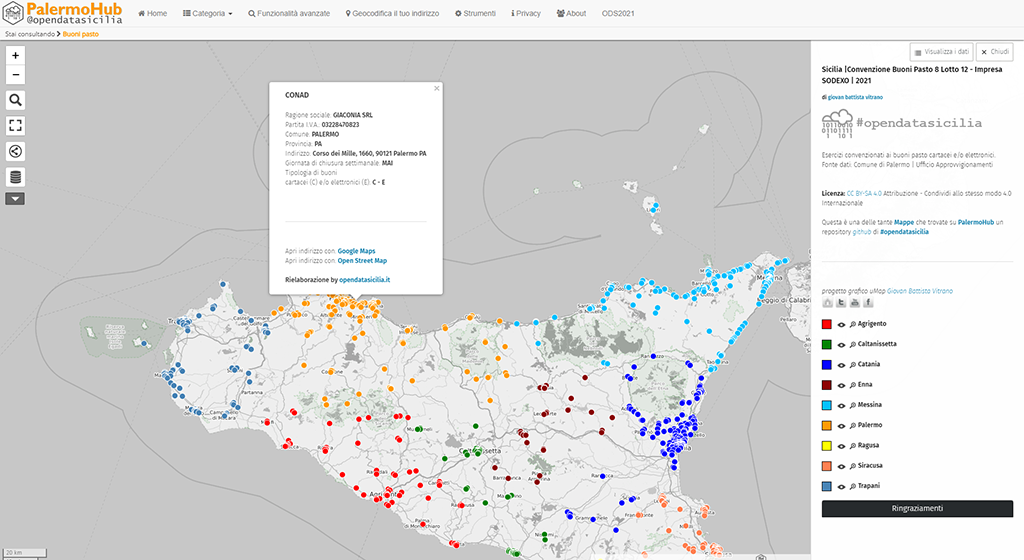 PalermoHub
@opendatasicilia
Home
Categoria
Funzionalità avanzate
Geocodifica il tuo indirizzo
Strumenti
Privacy
About
ODS2021
Stai consultando > Buoni pasto
+
−
Visualizza i dati
× Chiudi
Sicilia |Convenzione Buoni Pasto 8 Lotto 12 - Impresa
SODEXO | 2021
di giovan battista vitrano
#opendatasicilia
Esercizi convenzionati ai buoni pasto cartacei e/o elettronici.
Fonte dati: Comune di Palermo | Ufficio Approvvigionamenti
Licenza: CC BY-SA 4.0 Attribuzione - Condividi allo stesso modo 4.0
Internazionale
Questa è una delle tante Mappe che trovate su PalermoHub un
repository github di #opendatasicilia
progetto grafico uMap Giovan Battista Vitrano
Agrigento
Caltanissetta
Catania
Enna
Messina
Palermo
Ragusa
Siracusa
Trapani
Ringraziamenti
×
CONAD
Ragione sociale: GIACONIA SRL
Partita I.V.A.: 03228470823
Comune: PALERMO
Provincia: PA
Indirizzo: Corso dei Mille, 1660, 90121 Palermo PA
Giornata di chiusura settimanale: MAI
Tipologia di buoni
cartacei (C) e/o elettronici (E): C - E
Apri indirizzo con: Google Maps
Apri indirizzo con: Open Street Map
Rielaborazione by opendatasicilia.it
Partanna
Caltanissetta
20 km